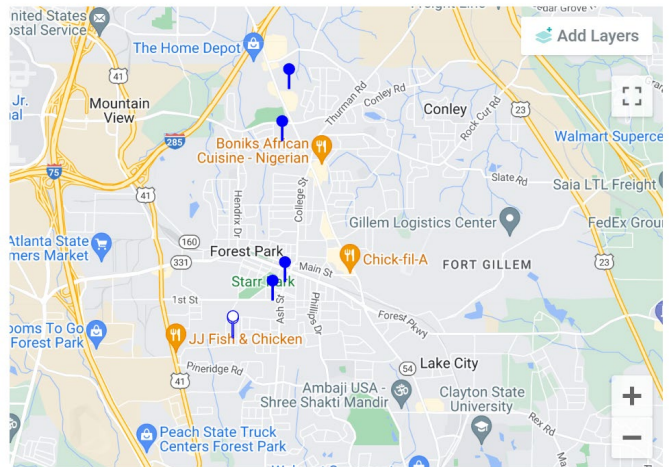 nited States
ostal Service
The Home Depot
Add Layers
41
Mountain
View
Jr.
al
Thurman Rd
Conley Rd
Conley
Rock Cut Rd
23
285
Boniks African
Cuisine - Nigerian
Walmart Superce
75
41
Hendrix Dr
College St
Slate Rd
Saia LTL Freight
Gillem Logistics Center
FedEx Grou
Atlanta State
mers Market
160
331
Forest Park
Main St
Chick-fil-A
FORT GILLEM
23
Starr Park
1st St
Ash St
Phillips Dr
Forest Pkwy
ooms To Go
Forest Park
JJ Fish & Chicken
41
Pineridge Rd
54
Lake City
Ambaji USA -
Shree Shakti Mandir
Clayton State
University
Rex Rd
Peach State Truck
Centers Forest Park